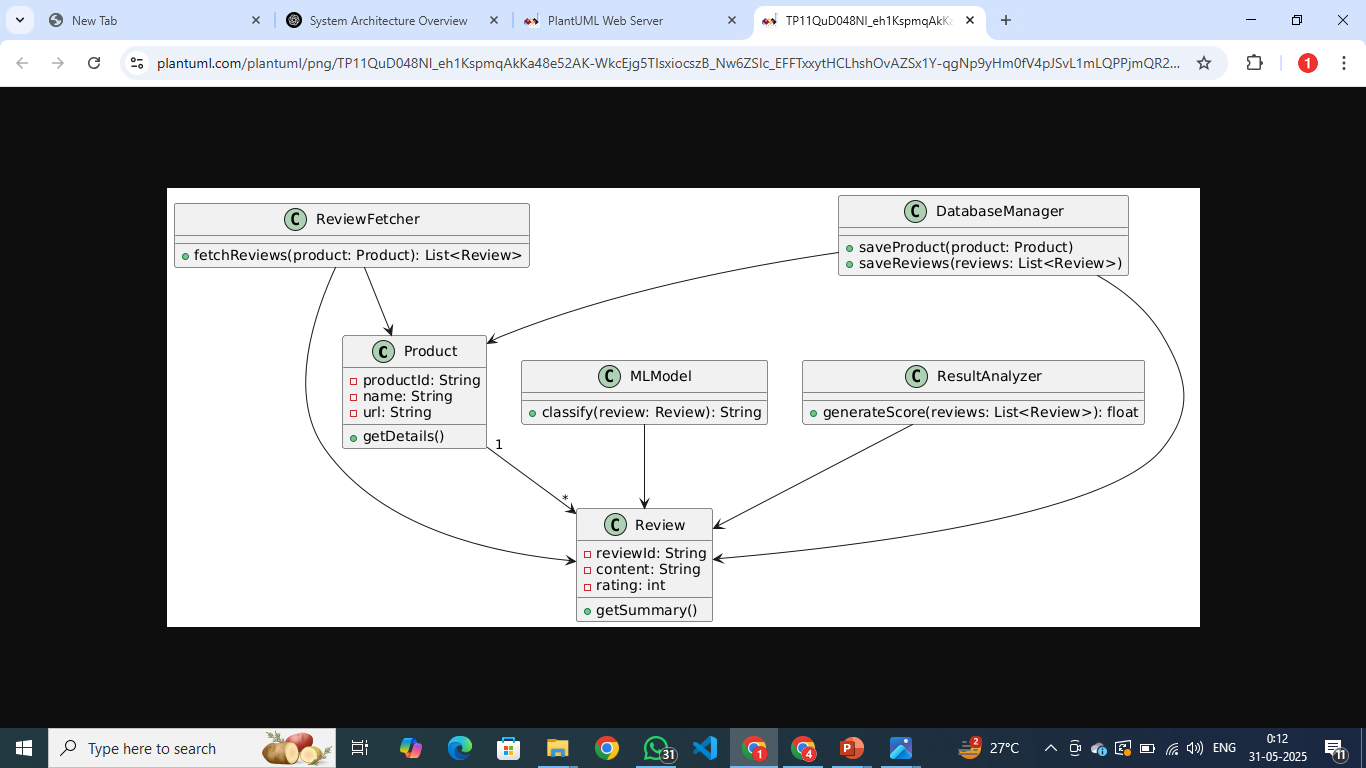 New Tab
System Architecture Overview
PlantUML Web Server
TP11QuD048Nl_eh1KspmqAkKa
plantuml.com/plantuml/png/TP11QuD048Nl_eh1KspmqAkKa48e52AK-WkcEjg5TIsxiocszB_Nw6ZSIc_EFFTxxytHCLhshOvAZSx1Y-qgNp9yHm0fV4pJSvL1mLQPPjmQR2...
1
C ReviewFetcher
fetchReviews(product: Product): List<Review>
C DatabaseManager
saveProduct(product: Product)
saveReviews(reviews: List<Review>)
C Product
productId: String
name: String
url: String
getDetails()
C MLModel
classify(review: Review): String
C ResultAnalyzer
generateScore(reviews: List<Review>): float
1
*
C Review
reviewId: String
content: String
rating: int
getSummary()
Type here to search
31
1
4
2
27°C
ENG
0:12
31-05-2025
11